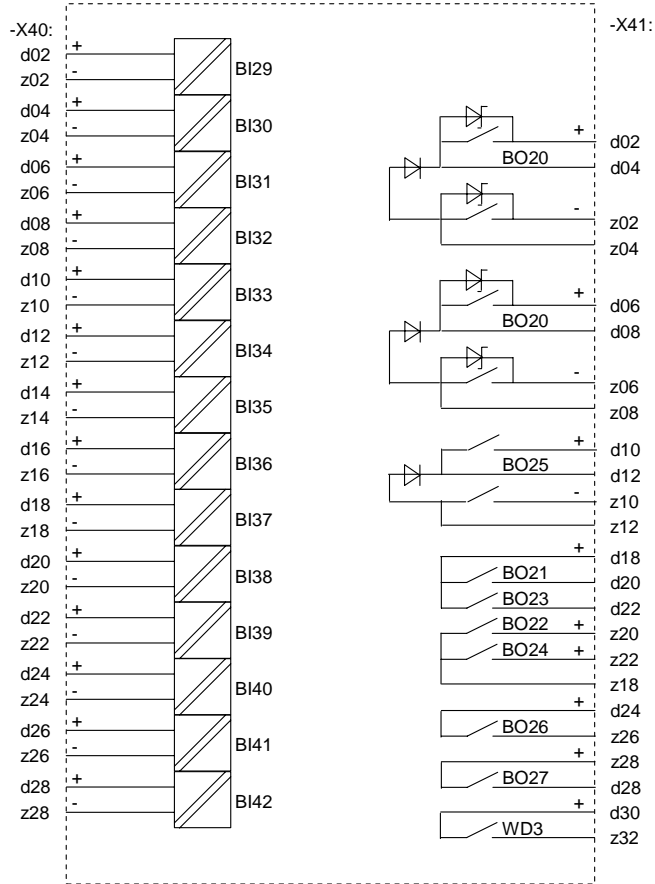 -X40:
d02 +
z02 -
BI29
d04 +
z04 -
BI30
d06 +
z06 -
BI31
d08 +
z08 -
BI32
d10 +
z10 -
BI33
d12 +
z12 -
BI34
d14 +
z14 -
BI35
d16 +
z16 -
BI36
d18 +
z18 -
BI37
d20 +
z20 -
BI38
d22 +
z22 -
BI39
d24 +
z24 -
BI40
d26 +
z26 -
BI41
d28 +
z28 -
BI42
-X41:
+ d02
BO20 d04
- z02
z04
+ d06
BO20 d08
- z06
z08
+ d10
BO25 d12
- z10
z12
+ d18
BO21 d20
BO23 d22
BO22 + z20
BO24 + z22
z18
+ d24
BO26 z26
+ z28
BO27 d28
+ d30
WD3 z32